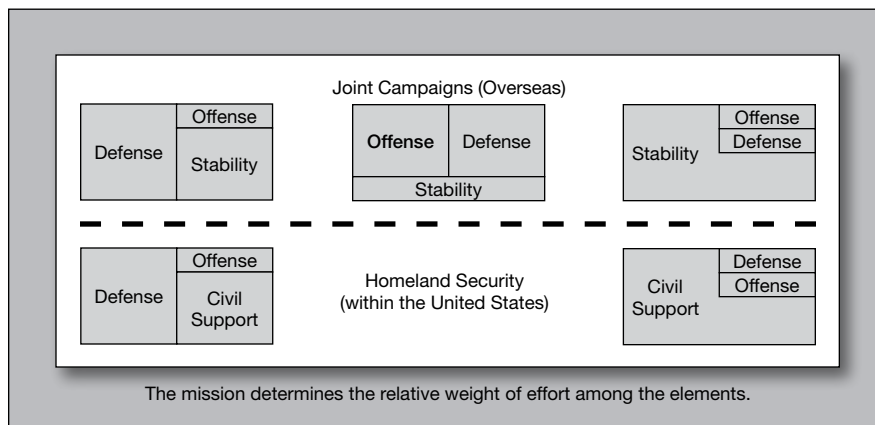 Joint Campaigns (Overseas)
Defense
Offense
Stability
Offense
Defense
Stability
Stability
Offense
Defense
Defense
Offense
Civil
Support
Homeland Security
(within the United States)
Civil
Support
Defense
Offense
The mission determines the relative weight of effort among the elements.